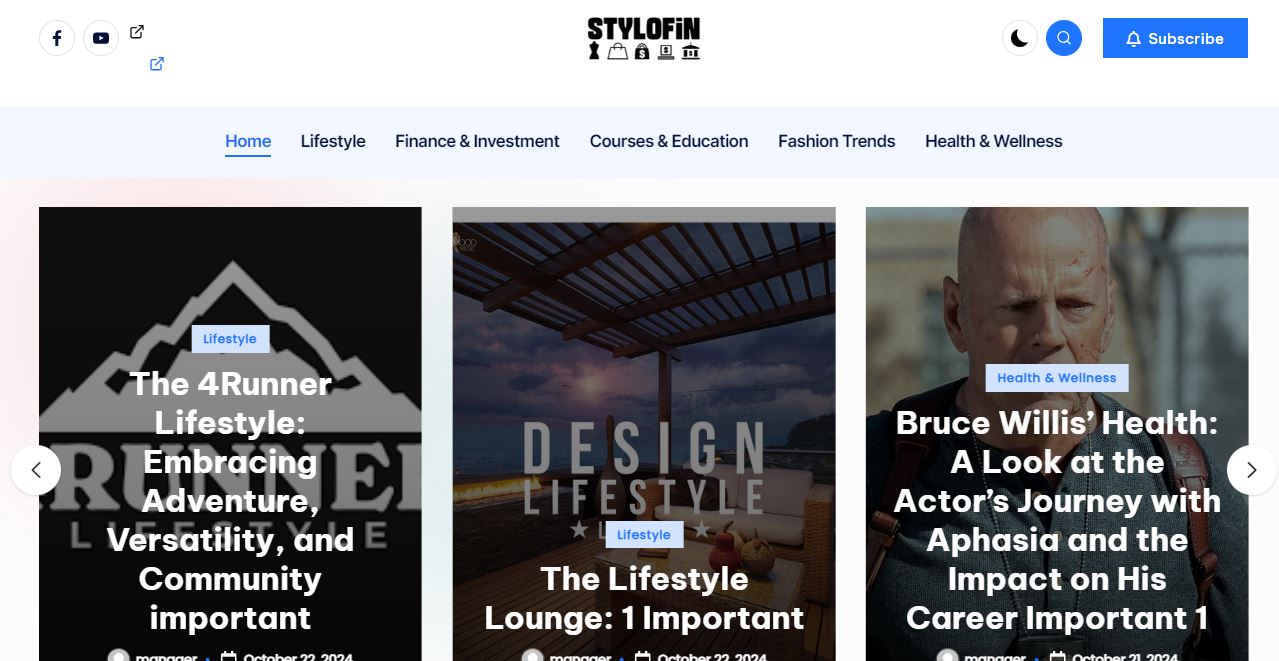 STYLOFiN
Subscribe
Home Lifestyle Finance & Investment Courses & Education Fashion Trends Health & Wellness
Lifestyle
The 4Runner
Lifestyle:
Embracing
Adventure,
Versatility, and
Community
important
manager • October 22, 2024
RUNNER
LIFESTYLE
DESIGN
LIFESTYLE
Lifestyle
The Lifestyle
Lounge: 1 Important
manager • October 22, 2024
Health & Wellness
Bruce Willis’ Health:
A Look at the
Actor’s Journey with
Aphasia and the
Impact on His
Career Important 1
manager • October 21, 2024